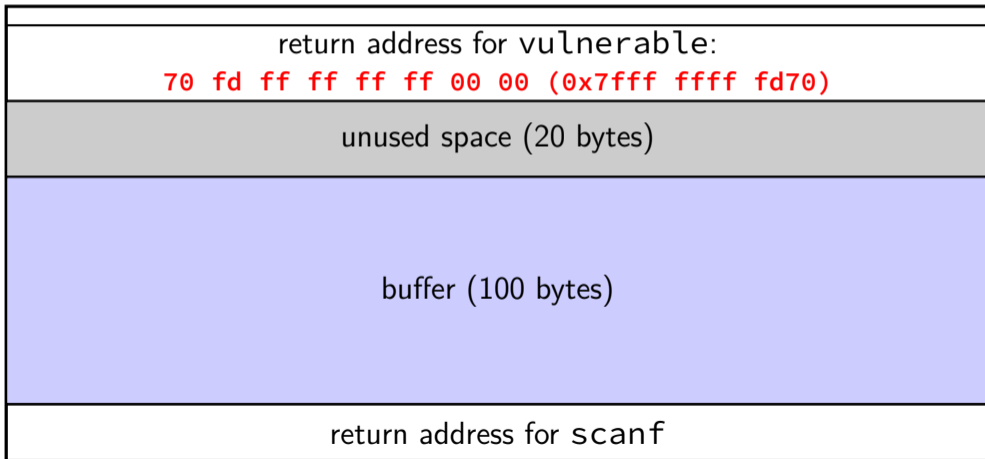 return address for vulnerable:
70 fd ff ff ff ff 00 00 (0x7fff ffff fd70)
unused space (20 bytes)
buffer (100 bytes)
return address for scanf